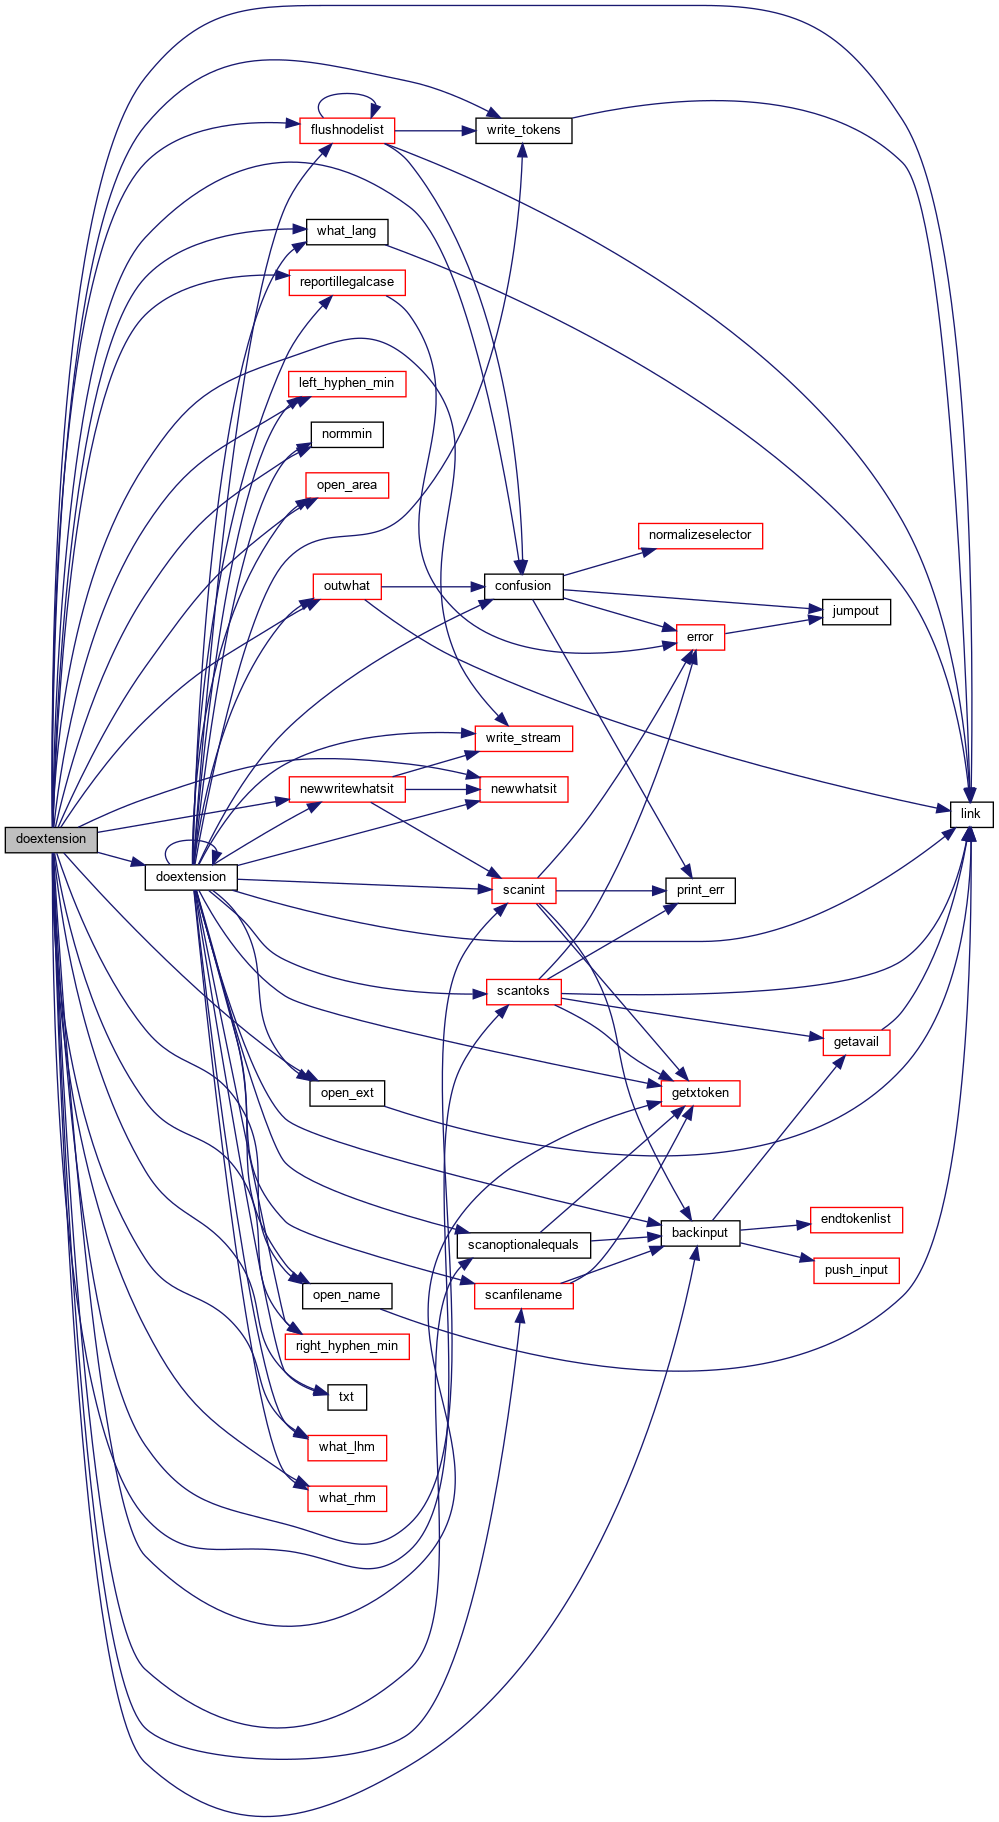 flushnodelist
write_tokens
what_lang
reportillegalcase
left_hyphen_min
normmin
open_area
normalizeselector
outwhat
confusion
jumpout
error
write_stream
newwritewhatsit
newwhatsit
link
doextension
doextension
scanint
print_err
scantoks
getavail
open_ext
getxtoken
endtokenlist
backinput
scanoptionalequals
push_input
open_name
scanfilename
right_hyphen_min
txt
what_lhm
what_rhm